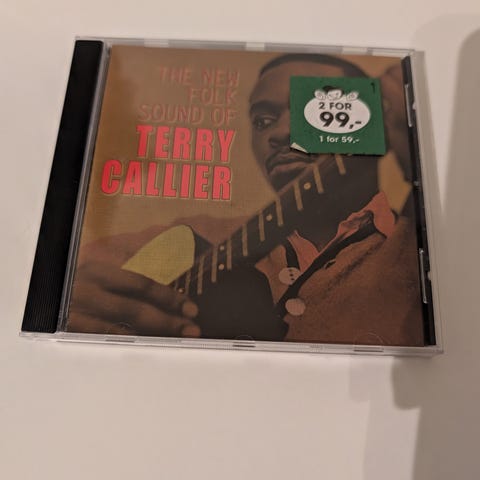 THE NEW
FOLK
SOUND OF
TERRY
CALLIER
2 FOR
99,-
1 for 59,-